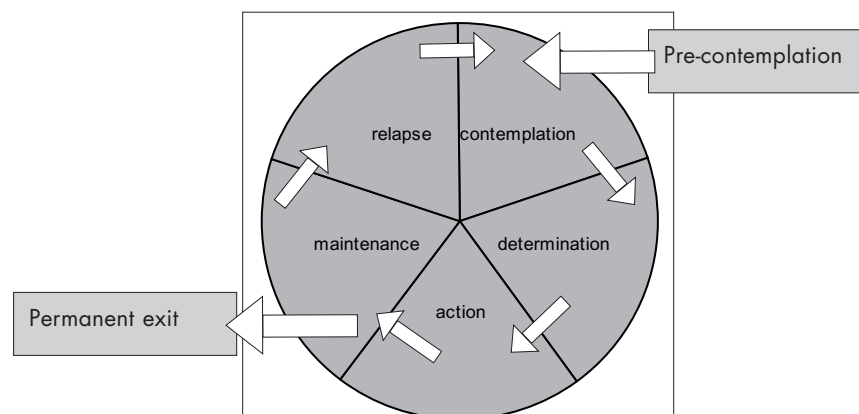 Pre-contemplation
relapse
contemplation
maintenance
determination
Permanent exit
action